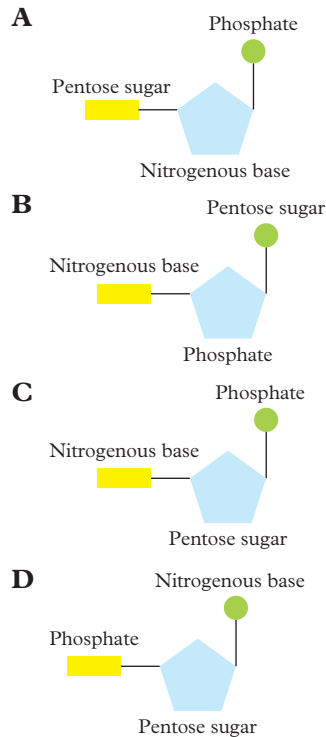 A
Phosphate
Pentose sugar
Nitrogenous base
B
Pentose sugar
Nitrogenous base
Phosphate
C
Phosphate
Nitrogenous base
Pentose sugar
D
Nitrogenous base
Phosphate
Pentose sugar